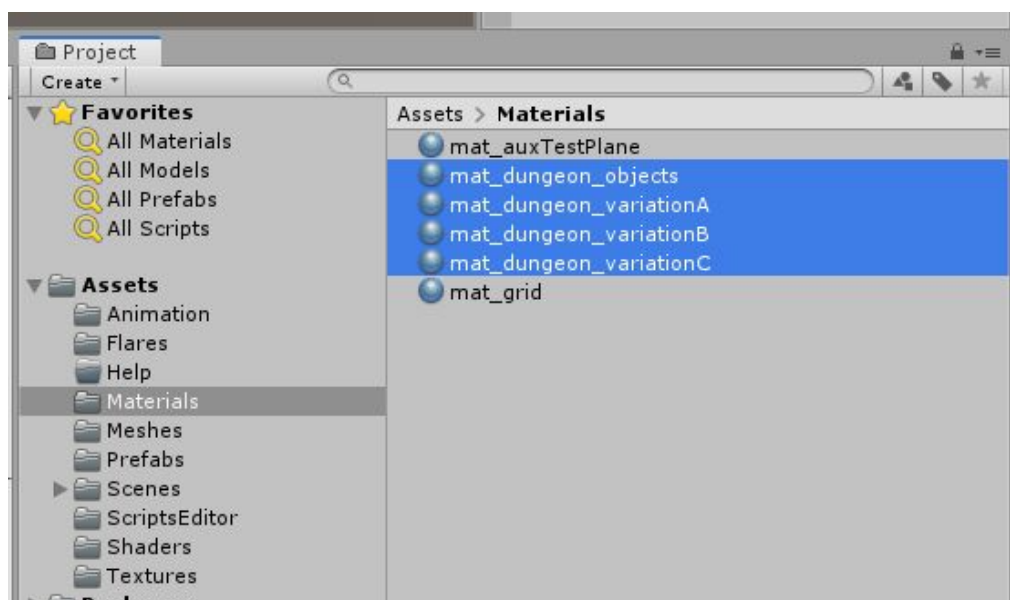 Project
Create
Favorites
All Materials
All Models
All Prefabs
All Scripts
Assets
Animation
Flares
Help
Materials
Meshes
Prefabs
Scenes
ScriptsEditor
Shaders
Textures
Assets > Materials
mat_auxTestPlane
mat_dungeon_objects
mat_dungeon_variationA
mat_dungeon_variationB
mat_dungeon_variationC
mat_grid